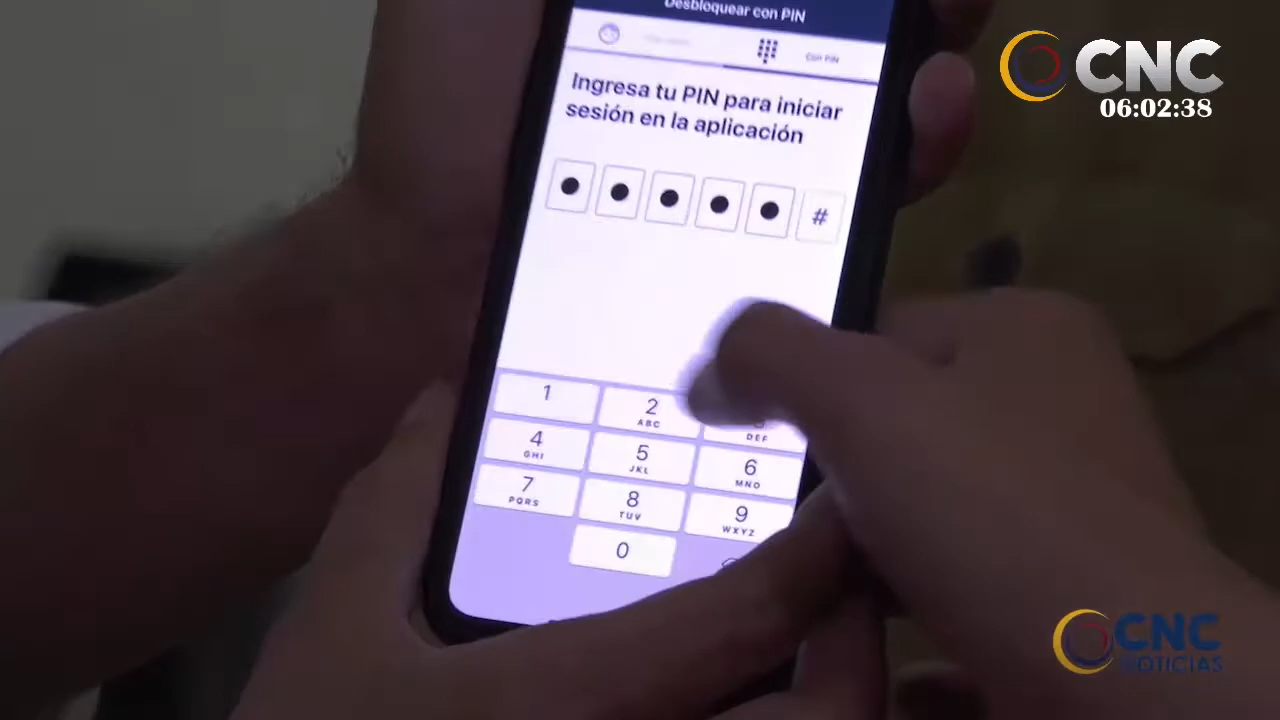 Desbloquear con PIN
Con PIN
Ingresa tu PIN para iniciar
sesión en la aplicación
#
1
2
ABC
DEF
4
GHI
5
JKL
6
MNO
7
PQRS
8
TUV
9
WXYZ
0
CNC
06:02:38
CNC
NOTICIAS